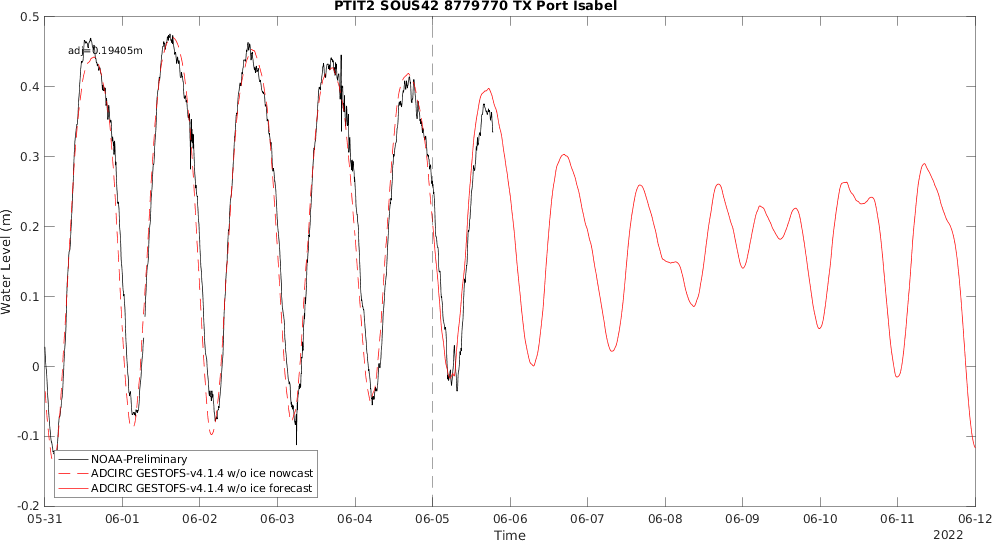 PTIT2 SOUS42 8779770 TX Port Isabel
adj=0.19405m
0.5
0.4
0.3
0.2
0.1
0
-0.1
-0.2
Water Level (m)
NOAA-Preliminary
ADCIRC GESTOFS-v4.1.4 w/o ice nowcast
ADCIRC GESTOFS-v4.1.4 w/o ice forecast
05-31 06-01 06-02 06-03 06-04 06-05 06-06 06-07 06-08 06-09 06-10 06-11 06-12
Time
2022